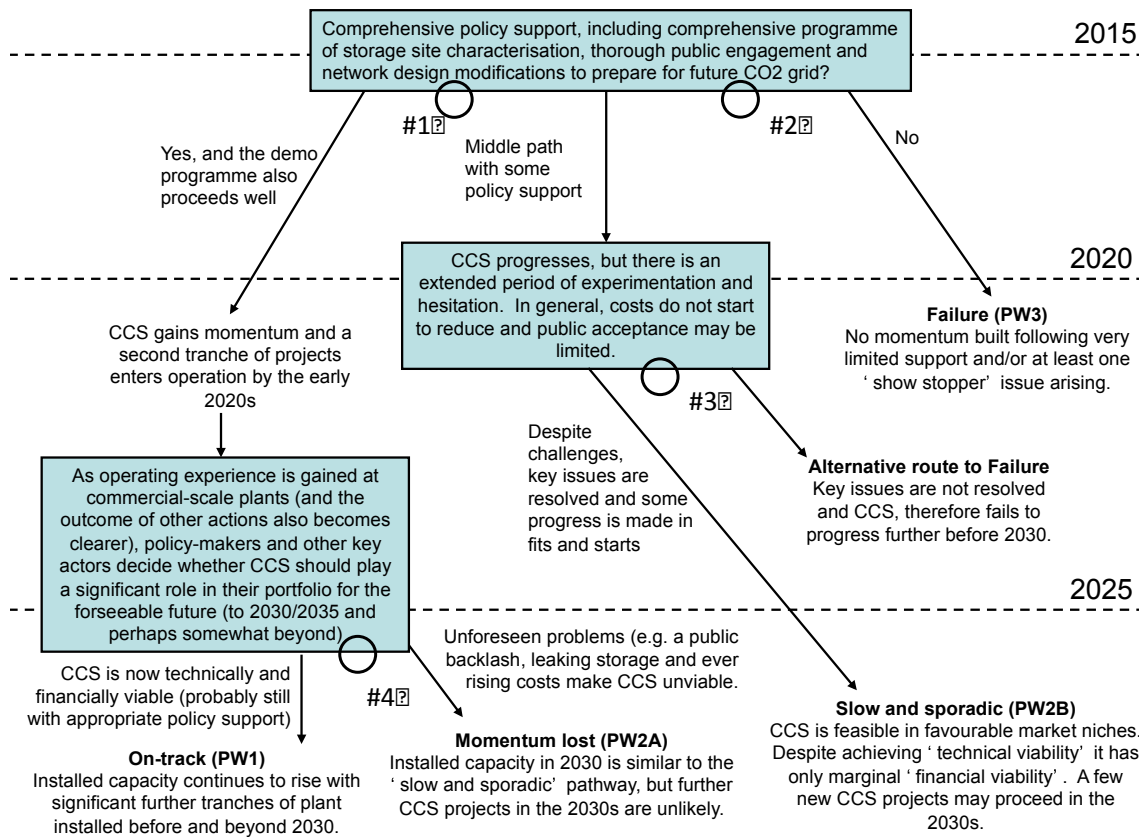 Comprehensive policy support, including comprehensive programme
of storage site characterisation, thorough public engagement and
network design modifications to prepare for future CO2 grid?
2015
#1⍰
#2⍰
Yes, and the demo
programme also
proceeds well
Middle path
with some
policy support
No
2020
CCS progresses, but there is an
extended period of experimentation and
hesitation. In general, costs do not start
to reduce and public acceptance may be
limited.
#3⍰
Failure (PW3)
No momentum built following very
limited support and/or at least one
‘ show stopper’ issue arising.
CCS gains momentum and a
second tranche of projects
enters operation by the early
2020s
Despite
challenges,
key issues are
resolved and some
progress is made in
fits and starts
Alternative route to Failure
Key issues are not resolved
and CCS, therefore fails to
progress further before 2030.
As operating experience is gained at
commercial-scale plants (and the
outcome of other actions also becomes
clearer), policy-makers and other key
actors decide whether CCS should play
a significant role in their portfolio for the
forseeable future (to 2030/2035 and
perhaps somewhat beyond)
2025
#4⍰
CCS is now technically and
financially viable (probably still
with appropriate policy support)
Unforeseen problems (e.g. a public
backlash, leaking storage and ever
rising costs make CCS unviable.
On-track (PW1)
Installed capacity continues to rise with
significant further tranches of plant
installed before and beyond 2030.
Momentum lost (PW2A)
Installed capacity in 2030 is similar to the
‘ slow and sporadic’ pathway, but further
CCS projects in the 2030s are unlikely.
Slow and sporadic (PW2B)
CCS is feasible in favourable market niches.
Despite achieving ‘ technical viability’ it has
only marginal ‘ financial viability’ . A few
new CCS projects may proceed in the
2030s.